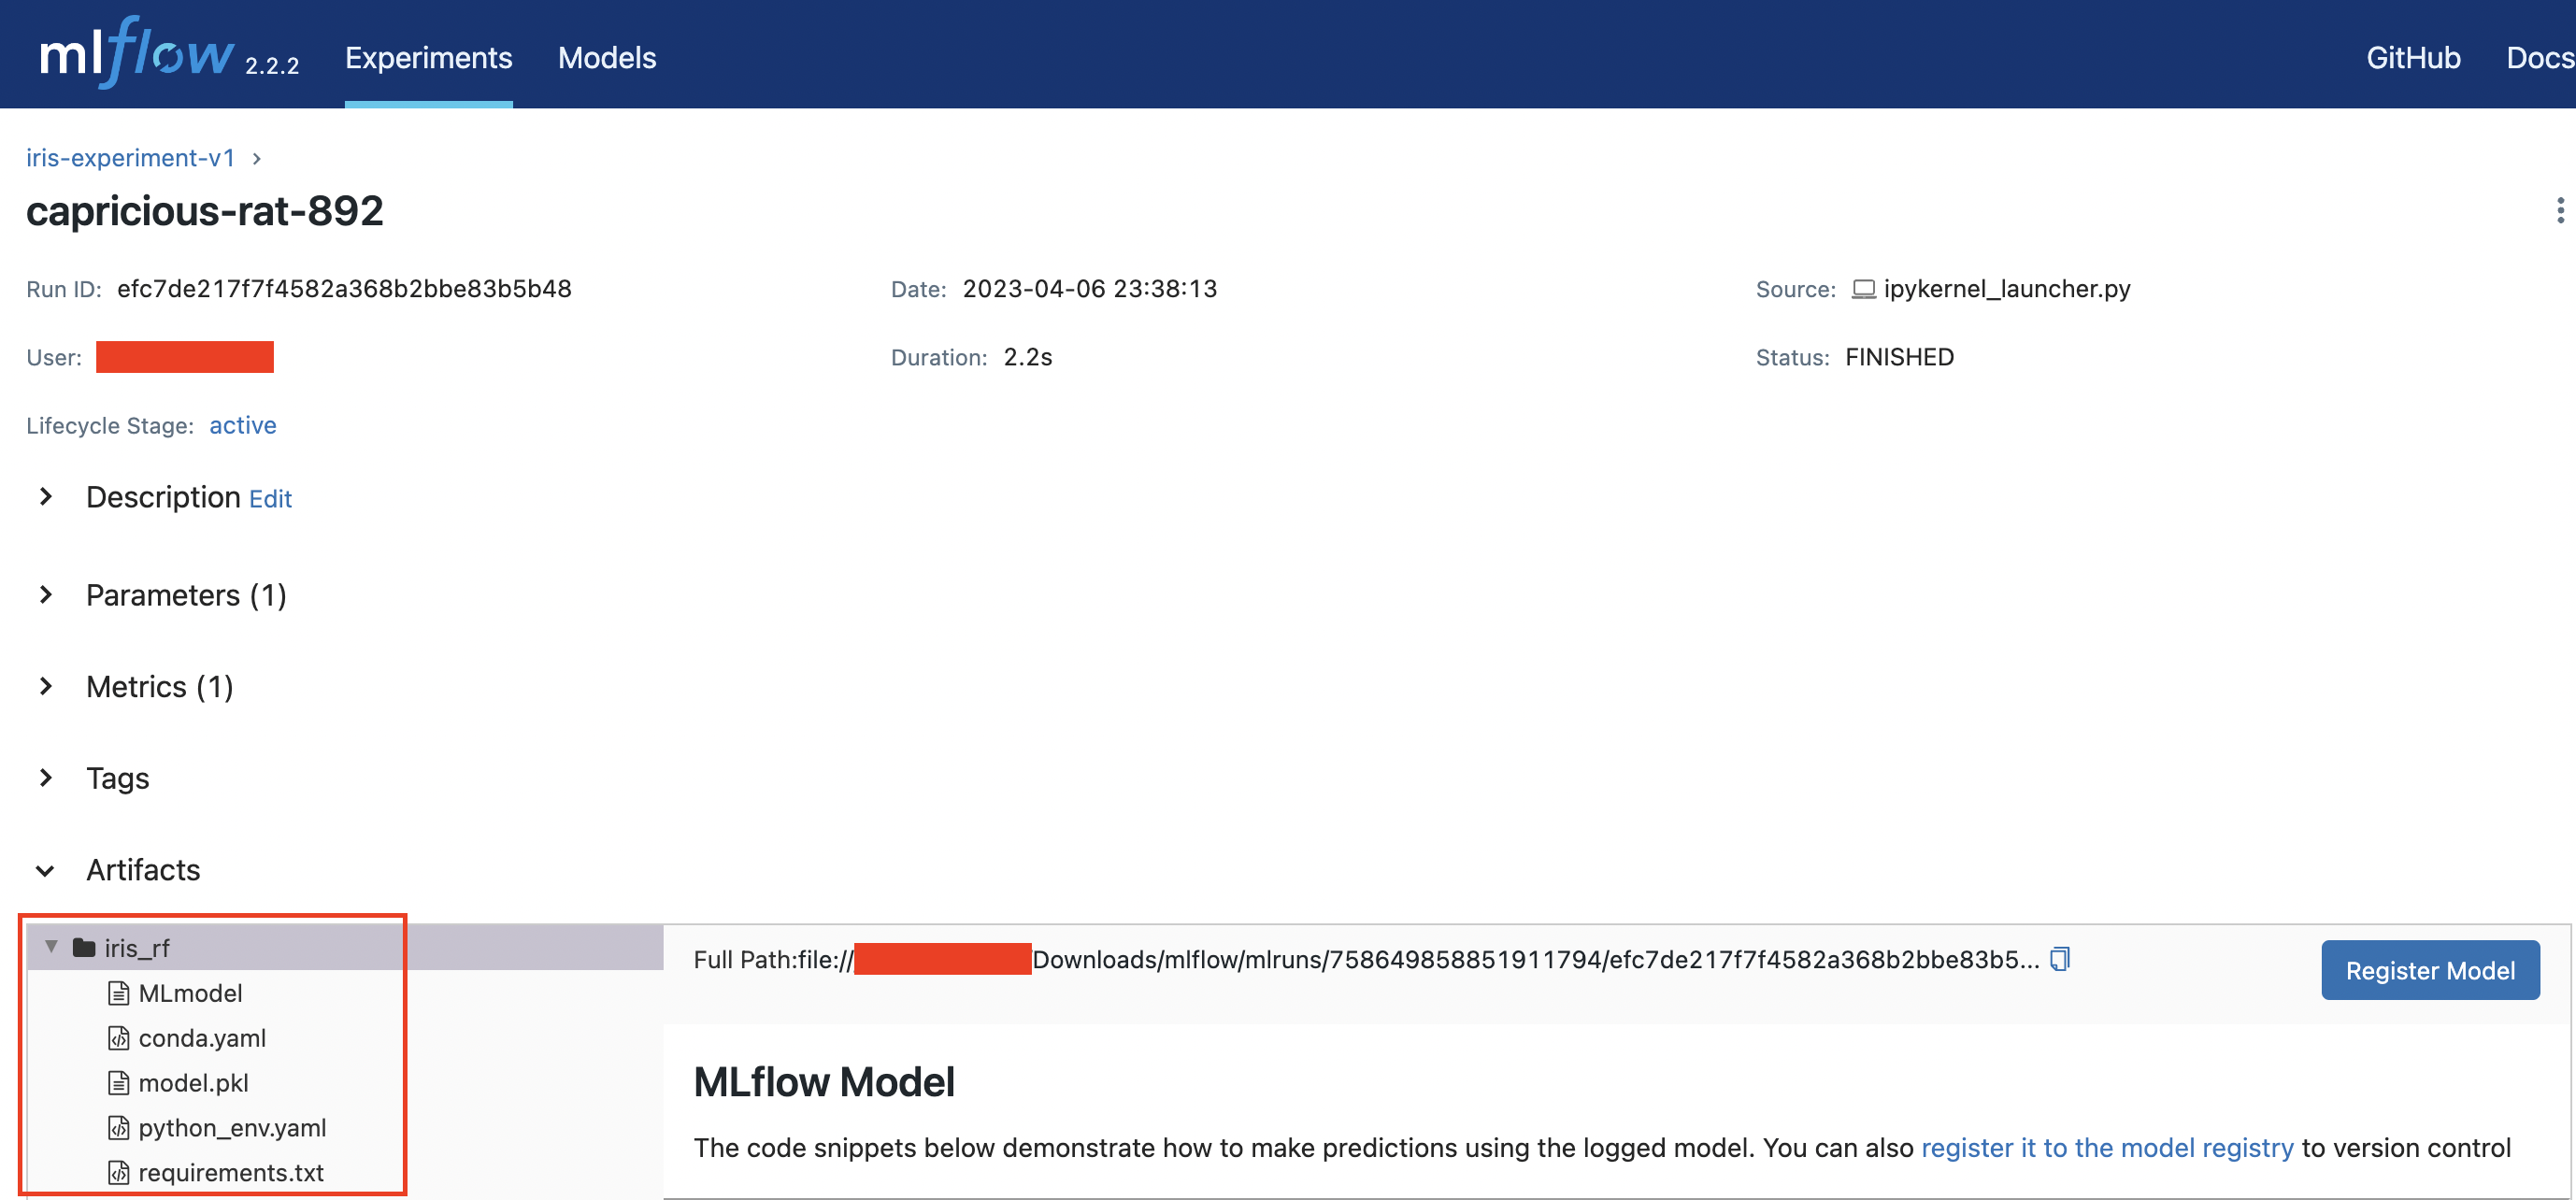 mlflow 2.2.2 Experiments Models GitHub Docs
iris-experiment-v1 >
capricious-rat-892
Run ID: efc7de217f7f4582a368b2bbe83b5b48 Date: 2023-04-06 23:38:13 Source: ipykernel_launcher.py
User: Duration: 2.2s Status: FINISHED
Lifecycle Stage: active
Description Edit
Parameters (1)
Metrics (1)
Tags
Artifacts
iris_rf
MLmodel
conda.yaml
model.pkl
python_env.yaml
requirements.txt
Full Path:file:// Downloads/mlflow/mlruns/758649858851911794/efc7de217f7f4582a368b2bbe83b5...
Register Model
MLflow Model
The code snippets below demonstrate how to make predictions using the logged model. You can also register it to the model registry to version control